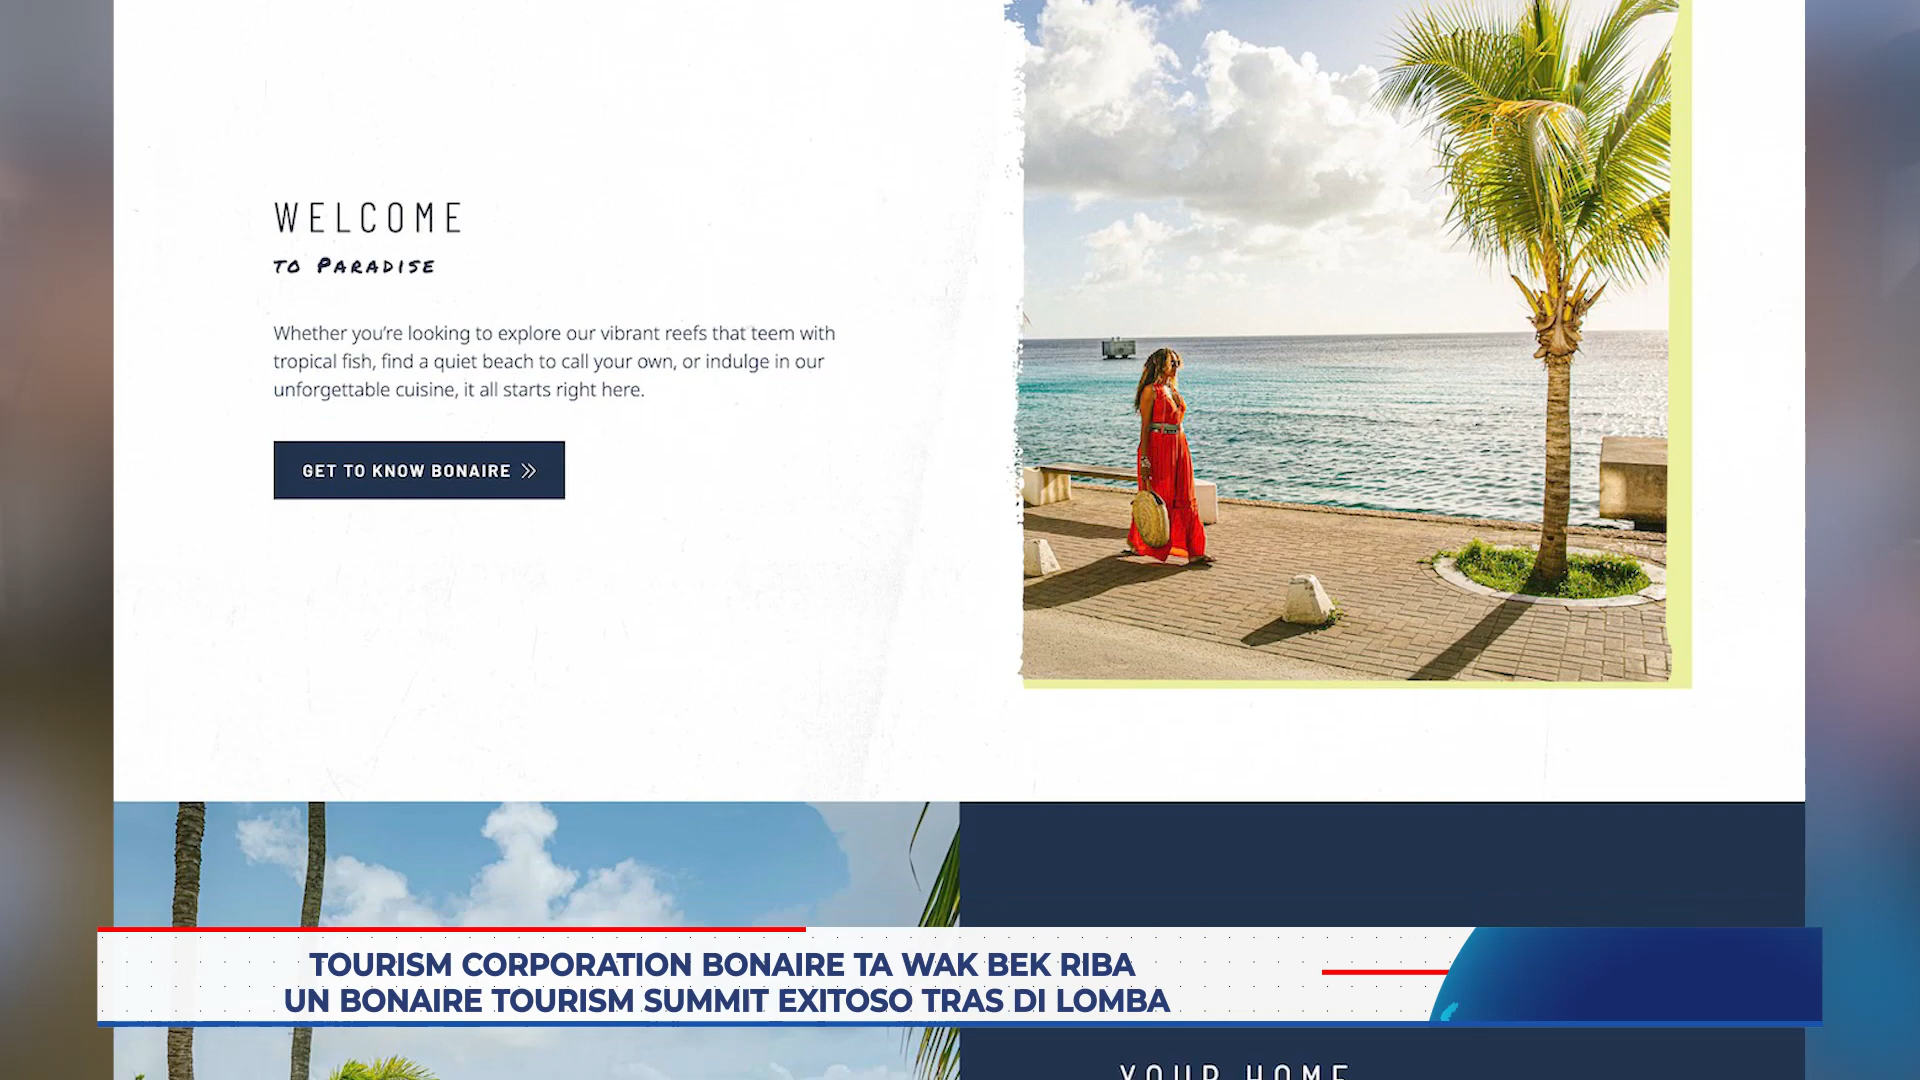 WELCOME
TO PARADISE
Whether you're looking to explore our vibrant reefs that teem with
tropical fish, find a quiet beach to call your own, or indulge in our
unforgettable cuisine, it all starts right here.
GET TO KNOW BONAIRE
TOURISM CORPORATION BONAIRE TA WAK BEK RIBA
UN BONAIRE TOURISM SUMMIT EXITOSO TRAS DI LOMBA
YOUR HOME